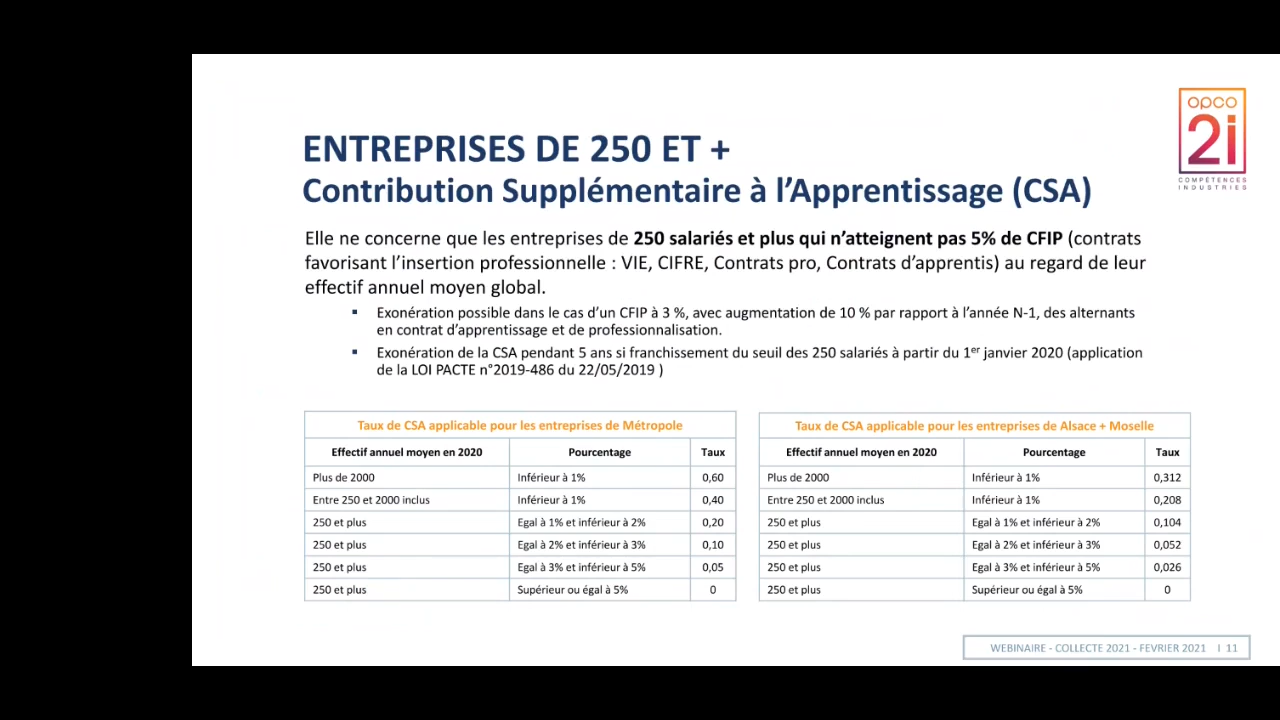 opco
2i
COMPÉTENCES
INDUSTRIES
ENTREPRISES DE 250 ET +
Contribution Supplémentaire à l’Apprentissage (CSA)
Elle ne concerne que les entreprises de 250 salariés et plus qui n’atteignent pas 5% de CFIP (contrats
favorisant l’insertion professionnelle : VIE, CIFRE, Contrats pro, Contrats d’apprentis) au regard de leur
effectif annuel moyen global.
▪ Exonération possible dans le cas d’un CFIP à 3 %, avec augmentation de 10 % par rapport à l’année N-1, des alternants
en contrat d’apprentissage et de professionnalisation.
▪ Exonération de la CSA pendant 5 ans si franchissement du seuil des 250 salariés à partir du 1er janvier 2020 (application
de la LOI PACTE n°2019-486 du 22/05/2019 )
Taux de CSA applicable pour les entreprises de Métropole
Effectif annuel moyen en 2020 Pourcentage Taux
Plus de 2000 Inférieur à 1% 0,60
Entre 250 et 2000 inclus Inférieur à 1% 0,40
250 et plus Egal à 1% et inférieur à 2% 0,20
250 et plus Egal à 2% et inférieur à 3% 0,10
250 et plus Egal à 3% et inférieur à 5% 0,05
250 et plus Supérieur ou égal à 5% 0
Taux de CSA applicable pour les entreprises de Alsace + Moselle
Effectif annuel moyen en 2020 Pourcentage Taux
Plus de 2000 Inférieur à 1% 0,312
Entre 250 et 2000 inclus Inférieur à 1% 0,208
250 et plus Egal à 1% et inférieur à 2% 0,104
250 et plus Egal à 2% et inférieur à 3% 0,052
250 et plus Egal à 3% et inférieur à 5% 0,026
250 et plus Supérieur ou égal à 5% 0
WEBINAIRE - COLLECTE 2021 - FEVRIER 2021 I 11